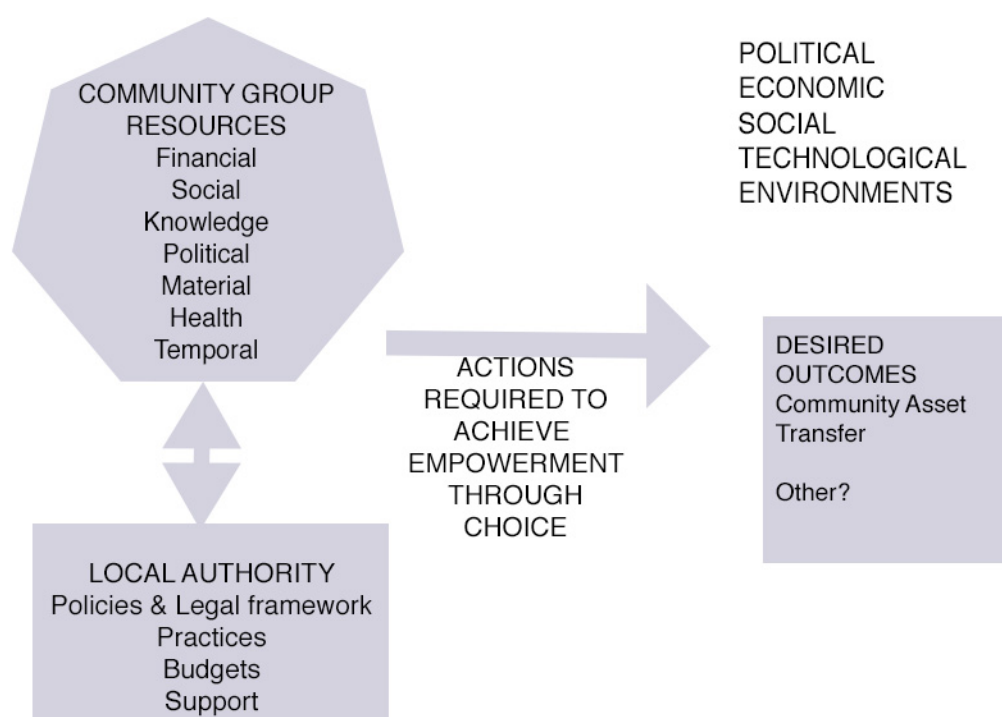 COMMUNITY GROUP
RESOURCES
Financial
Social
Knowledge
Political
Material
Health
Temporal
LOCAL AUTHORITY
Policies & Legal framework
Practices
Budgets
Support
ACTIONS
REQUIRED TO
ACHIEVE
EMPOWERMENT
THROUGH
CHOICE
POLITICAL
ECONOMIC
SOCIAL
TECHNOLOGICAL
ENVIRONMENTS
DESIRED
OUTCOMES
Community Asset
Transfer
Other?